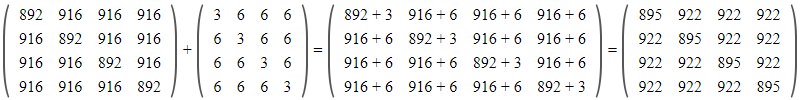 ( 892 916 916 916 ) + ( 3 6 6 6 ) = ( 892 + 3 916 + 6 916 + 6 916 + 6 ) = ( 895 922 922 922 )
( 916 892 916 916 ) + ( 6 3 6 6 ) = ( 916 + 6 892 + 3 916 + 6 916 + 6 ) = ( 922 895 922 922 )
( 916 916 892 916 ) + ( 6 6 3 6 ) = ( 916 + 6 916 + 6 892 + 3 916 + 6 ) = ( 922 922 895 922 )
( 916 916 916 892 ) + ( 6 6 6 3 ) = ( 916 + 6 916 + 6 916 + 6 892 + 3 ) = ( 922 922 922 895 )